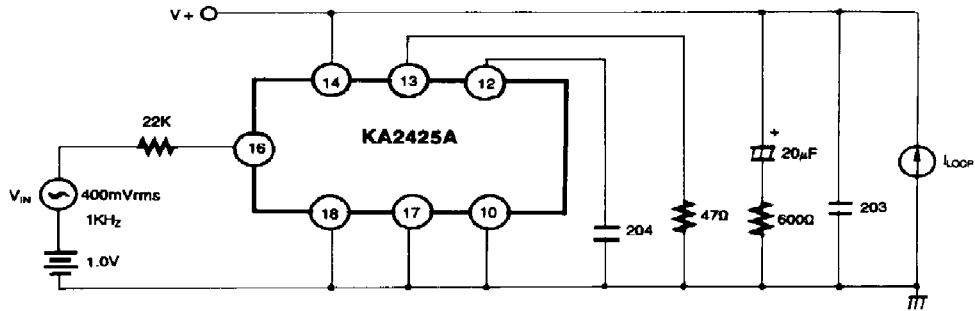 V + 
14
13
12
KA2425A
22K
16
V_IN
400mVrms
1KHz
1.0V
18
17
10
204
47Ω
+
20μF
600Ω
203
I_LOOP